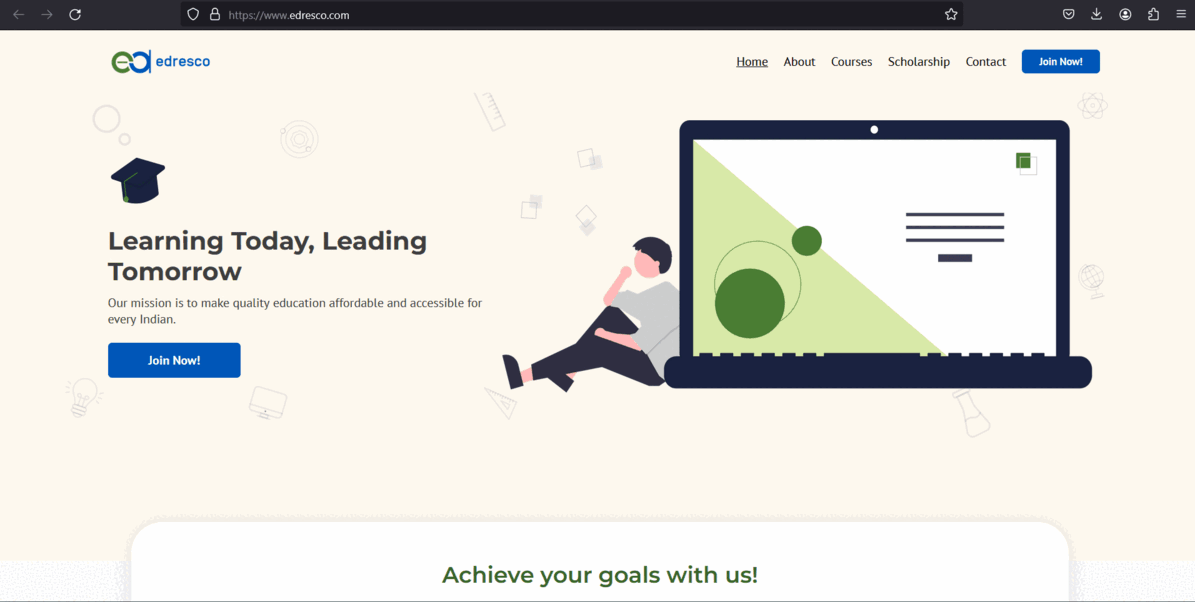 https://www.edresco.com
ed edresco
Home About Courses Scholarship Contact Join Now!
Learning Today, Leading
Tomorrow
Our mission is to make quality education affordable and accessible for
every Indian.
Join Now!
Achieve your goals with us!